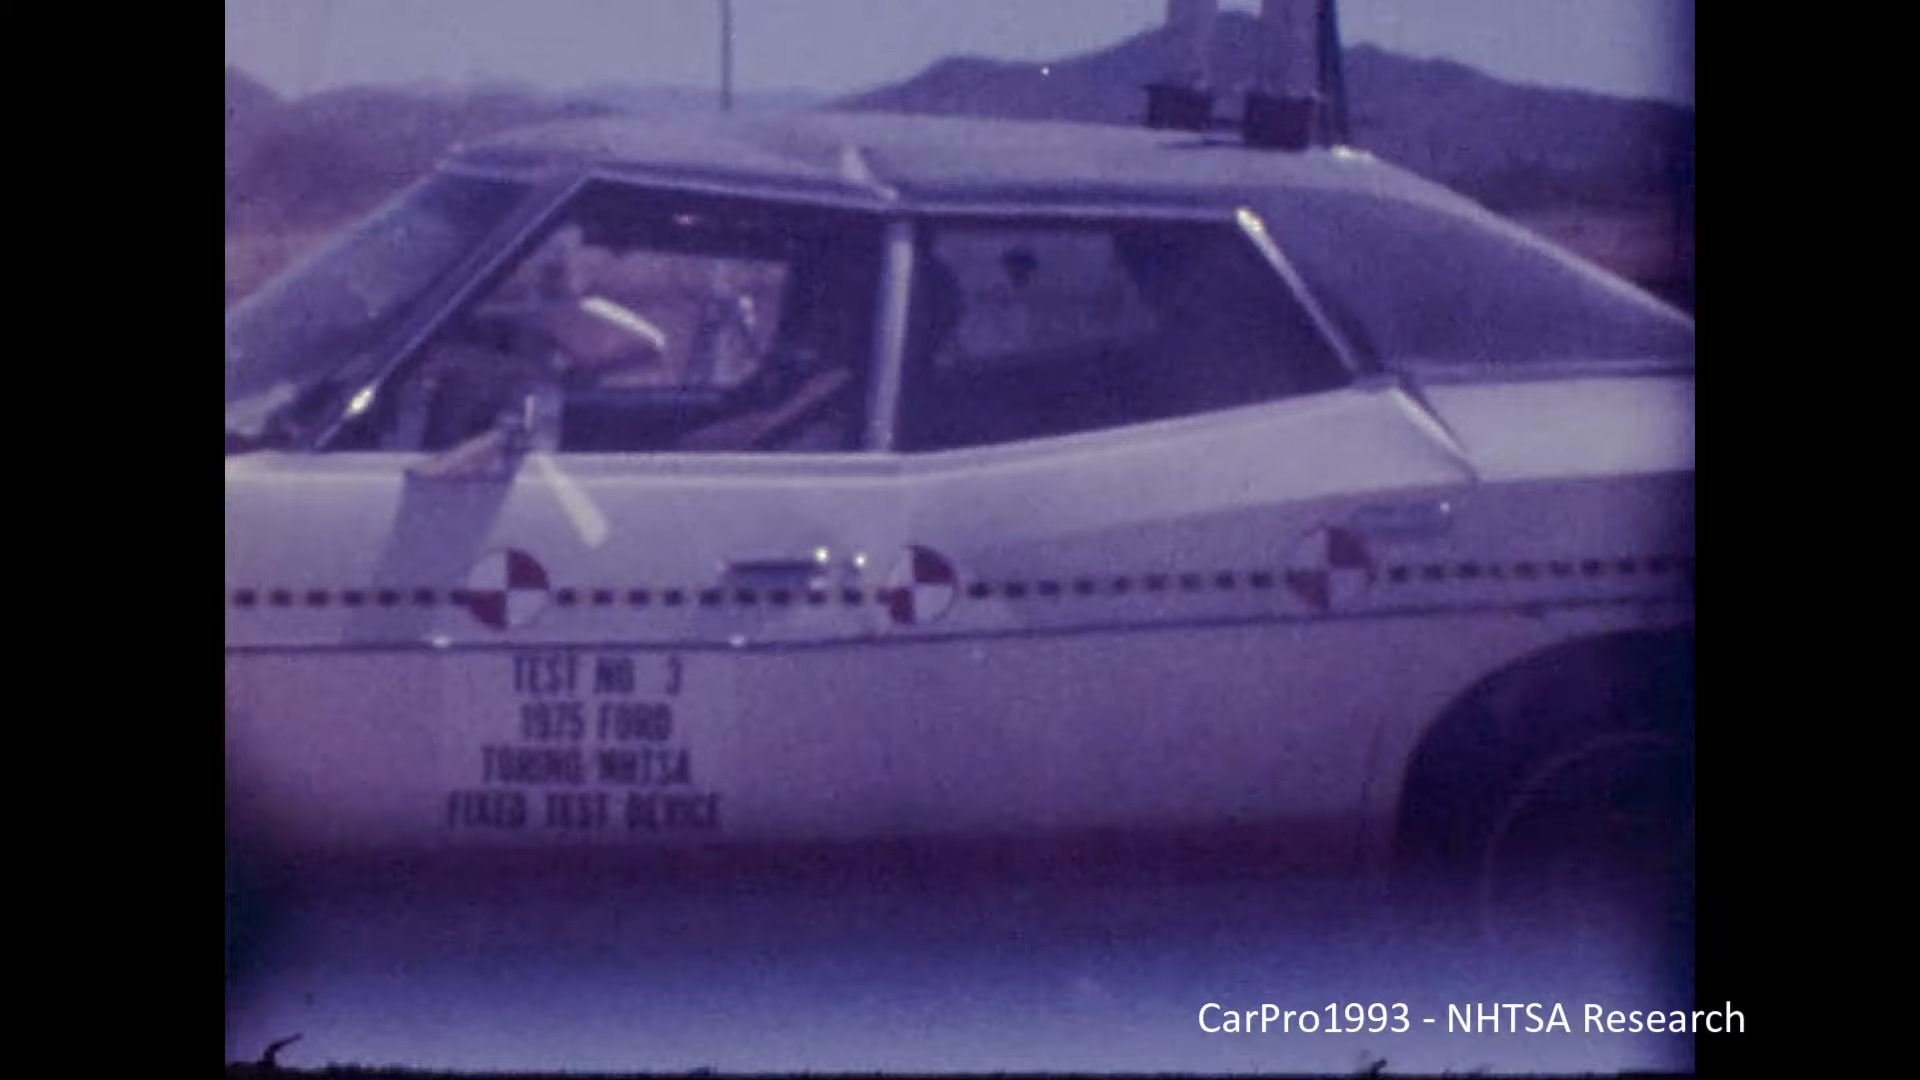 TEST NO 3
1975 FORD
TORINO NHTSA
FIXED TEST DEVICE
CarPro1993 - NHTSA Research